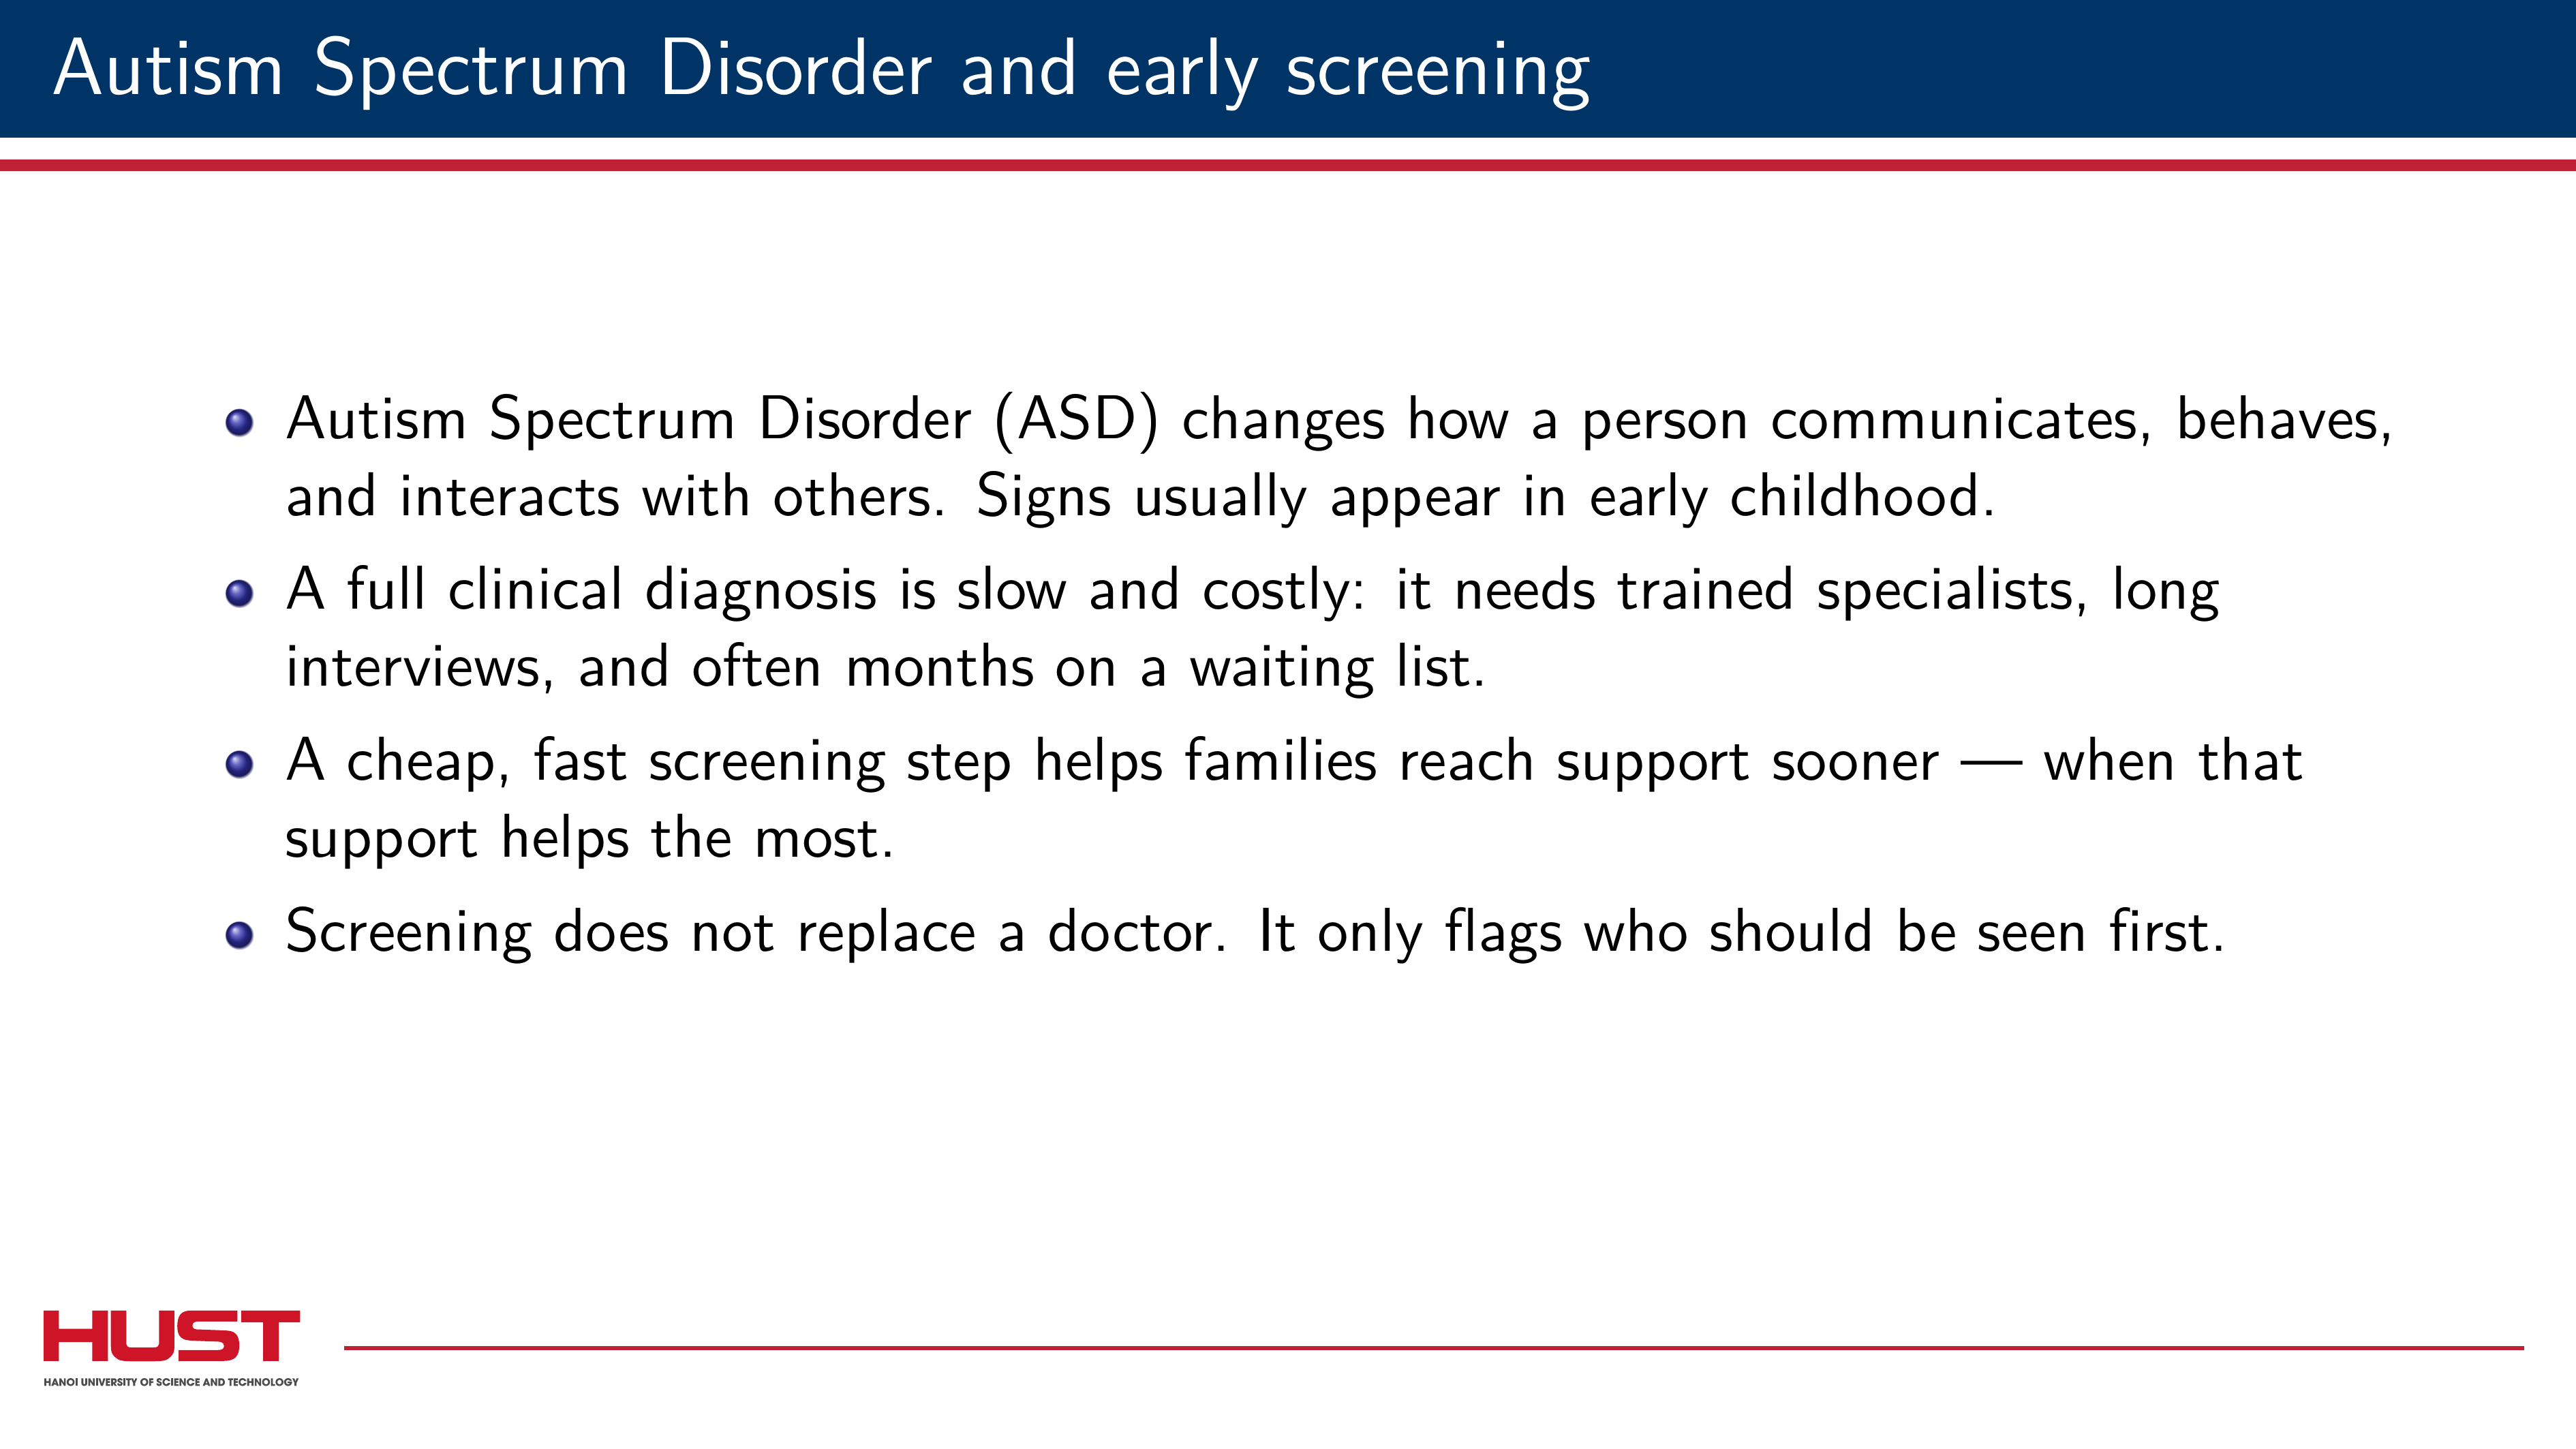 Autism Spectrum Disorder and early screening
Autism Spectrum Disorder (ASD) changes how a person communicates, behaves,
and interacts with others. Signs usually appear in early childhood.
A full clinical diagnosis is slow and costly: it needs trained specialists, long
interviews, and often months on a waiting list.
A cheap, fast screening step helps families reach support sooner — when that
support helps the most.
Screening does not replace a doctor. It only flags who should be seen first.
HUST
HANOI UNIVERSITY OF SCIENCE AND TECHNOLOGY